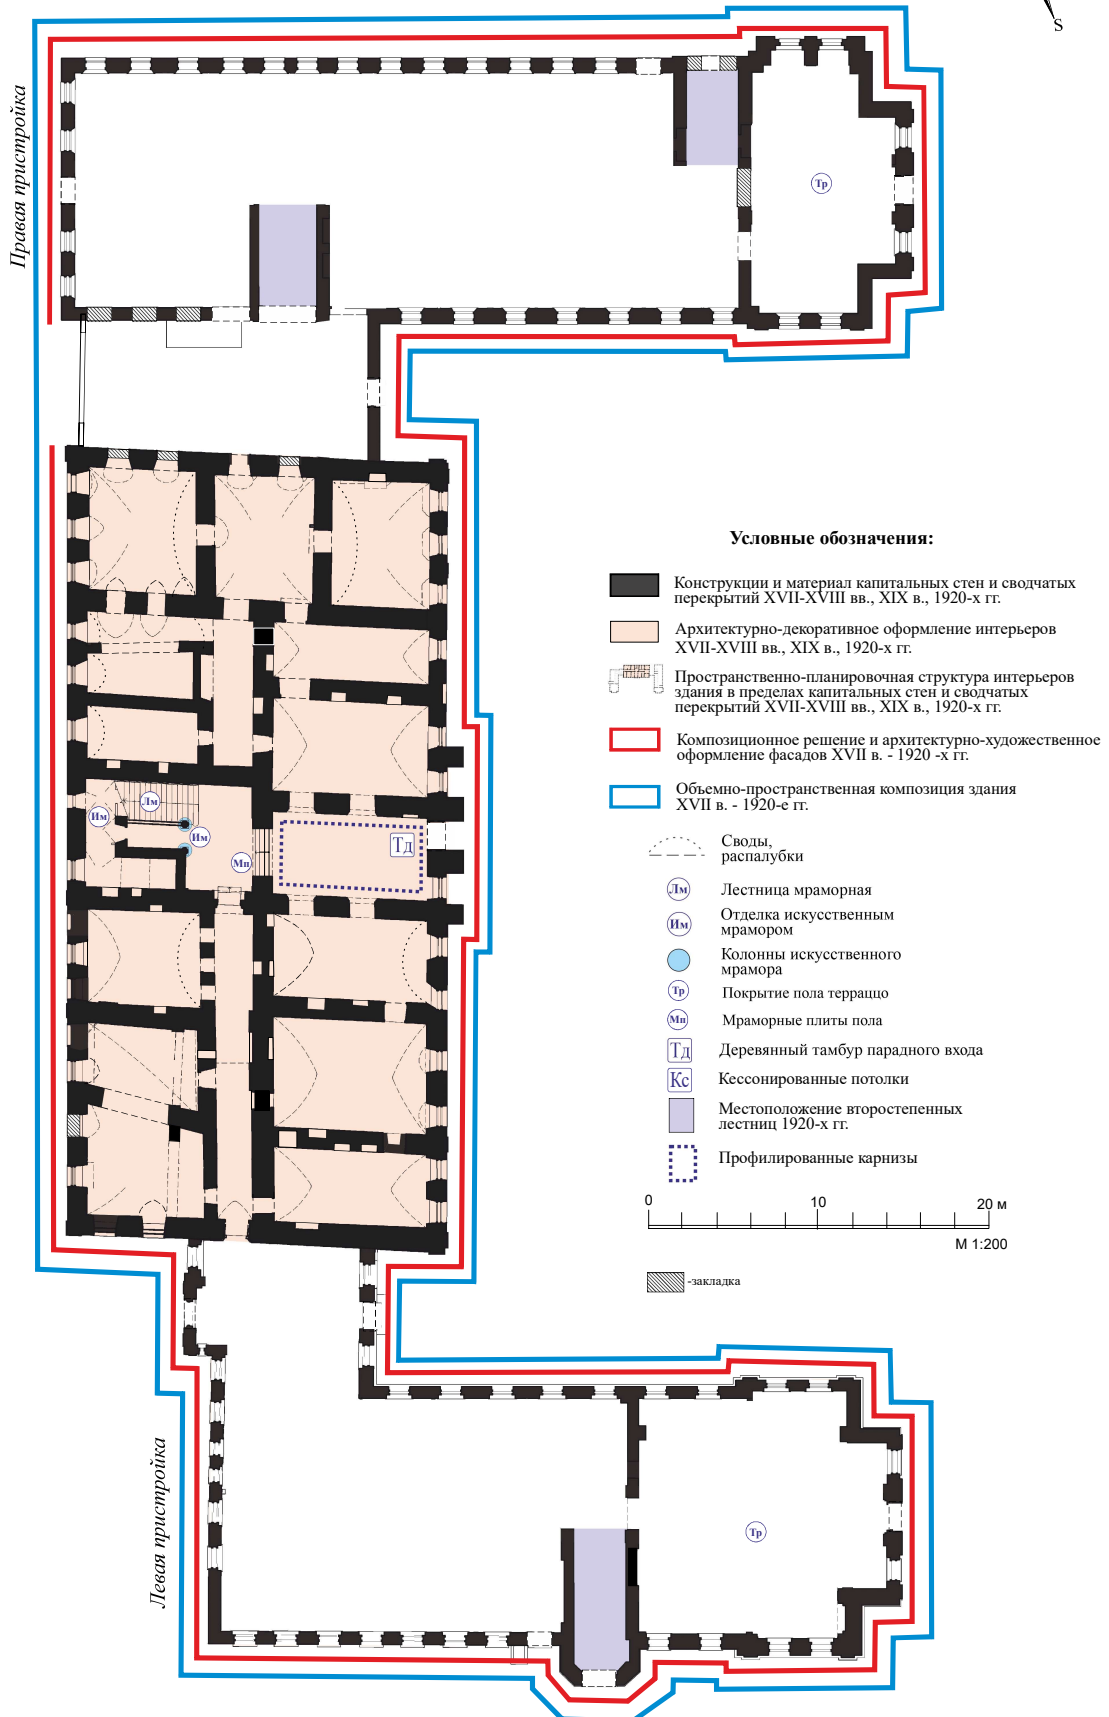 S
Правая пристройка
Тр
Лм
Им
Им
Мп
Тд
Условные обозначения:
Конструкции и материал капитальных стен и сводчатых
перекрытий XVII-XVIII вв., XIX в., 1920-х гг.
Архитектурно-декоративное оформление интерьеров
XVII-XVIII вв., XIX в., 1920-х гг.
Пространственно-планировочная структура интерьеров
здания в пределах капитальных стен и сводчатых
перекрытий XVII-XVIII вв., XIX в., 1920-х гг.
Композиционное решение и архитектурно-художественное
оформление фасадов XVII в. - 1920 -х гг.
Объемно-пространственная композиция здания
XVII в. - 1920-е гг.
Своды,
распалубки
Лм Лестница мраморная
Им Отделка искусственным
мрамором
Колонны искусственного
мрамора
Тр Покрытие пола терраццо
Мп Мраморные плиты пола
Тд Деревянный тамбур парадного входа
Кс Кессонированные потолки
Местоположение второстепенных
лестниц 1920-х гг.
Профилированные карнизы
0 10 20 м
М 1:200
-закладка
Левая пристройка
Тр